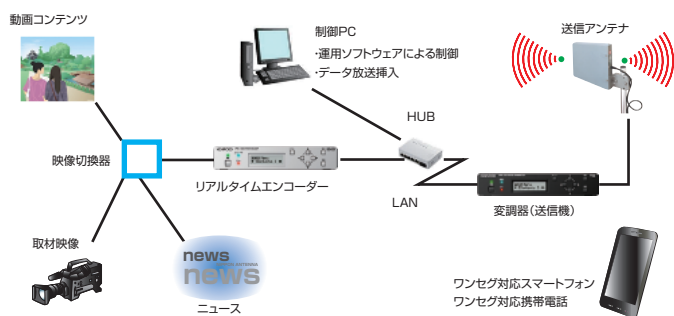 動画コンテンツ
制御PC
・運用ソフトウェアによる制御
・データ放送挿入
送信アンテナ
HUB
映像切換器
リアルタイムエンコーダー
LAN
変調器(送信機)
取材映像
news
news
ニュース
ワンセグ対応スマートフォン
ワンセグ対応携帯電話